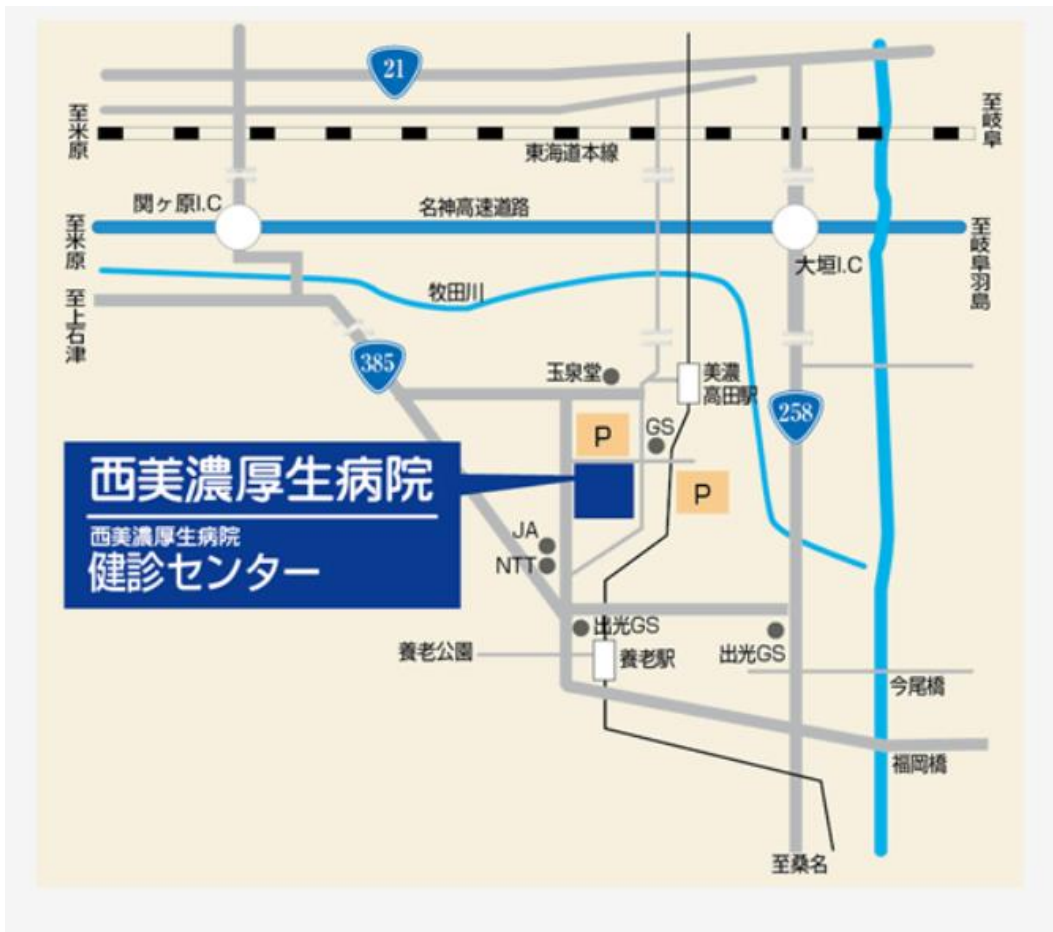 21
至米原
至岐阜
東海道本線
関ヶ原I.C
名神高速道路
至米原
至岐阜羽島
大垣I.C
牧田川
至上石津
385
玉泉堂
美濃
高田駅
258
P
GS
西美濃厚生病院
西美濃厚生病院
健診センター
P
JA
NTT
出光GS
出光GS
養老公園
養老駅
今尾橋
福岡橋
至桑名